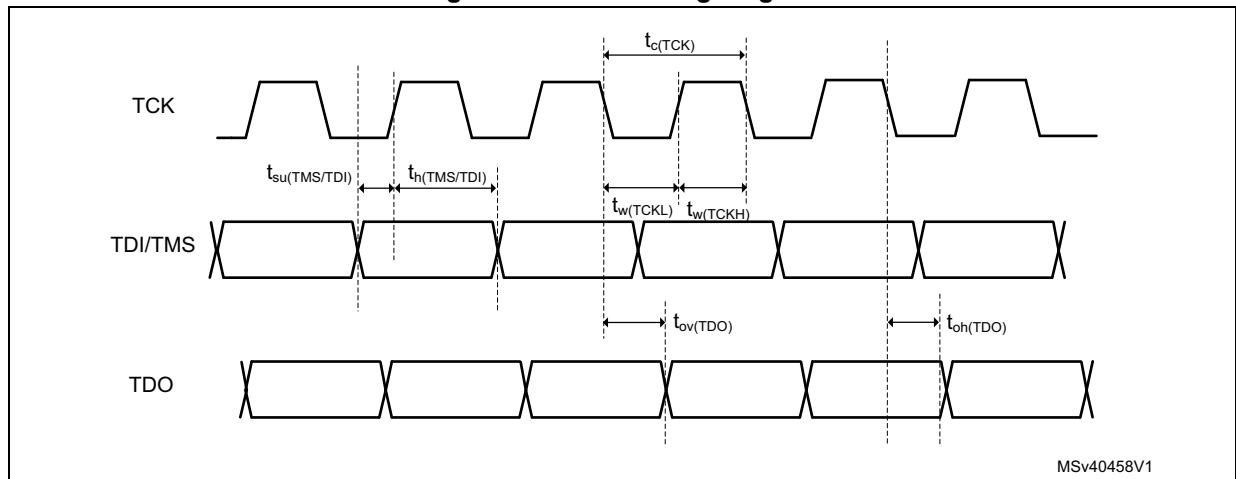 t_c(TCK)
TCK
t_su(TMS/TDI)
t_h(TMS/TDI)
t_w(TCKL)
t_w(TCKH)
TDI/TMS
t_ov(TDO)
t_oh(TDO)
TDO
MSv40458V1